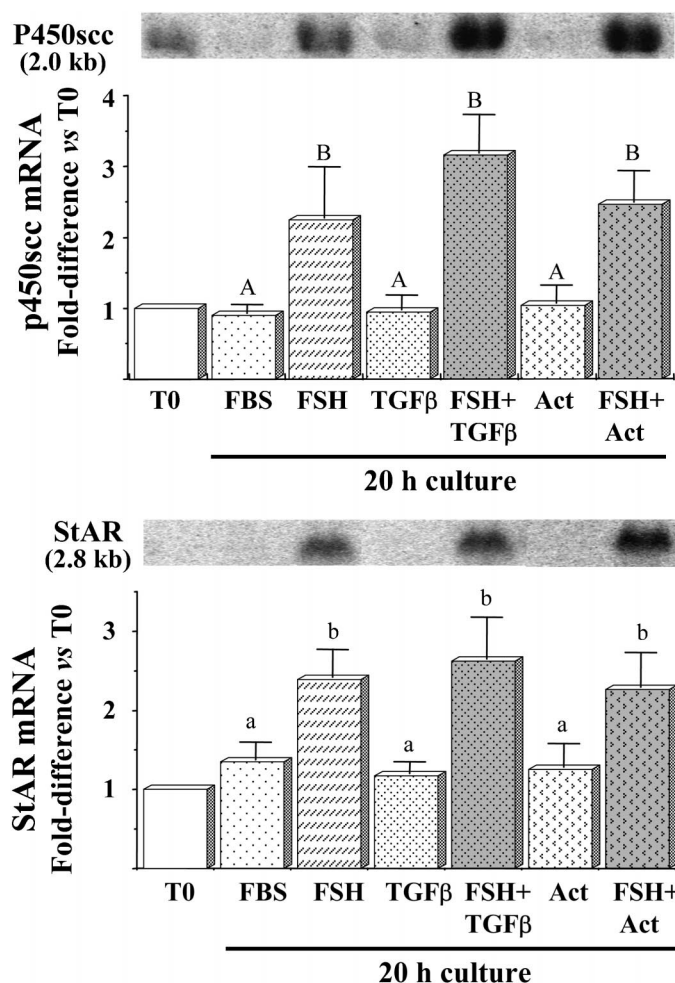 P450scc
(2.0 kb)
p450scc mRNA
Fold-difference vs T0
4
3
2
1
A
B
A
B
A
B
T0 FBS FSH TGFβ FSH+ Act FSH+
TGFβ Act
20 h culture
StAR
(2.8 kb)
StAR mRNA
Fold-difference vs T0
3
2
1
a
b
a
b
a
b
T0 FBS FSH TGFβ FSH+ Act FSH+
TGFβ Act
20 h culture